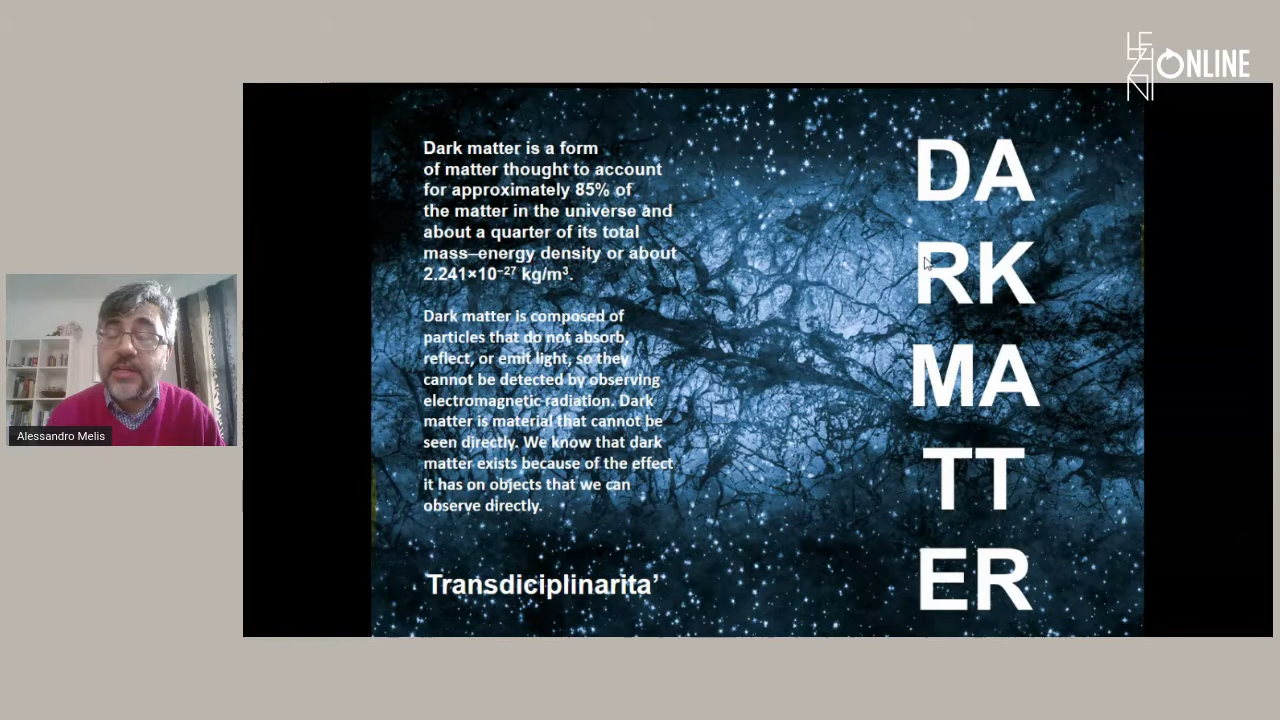 LE
ZI
ONI
ONLINE
Dark matter is a form
of matter thought to account
for approximately 85% of
the matter in the universe and
about a quarter of its total
mass–energy density or about
2.241×10⁻²⁷ kg/m³.
Dark matter is composed of
particles that do not absorb,
reflect, or emit light, so they
cannot be detected by observing
electromagnetic radiation. Dark
matter is material that cannot be
seen directly. We know that dark
matter exists because of the effect
it has on objects that we can
observe directly.
Transdiciplinarita’
DA
RK
MA
TT
ER
Alessandro Melis